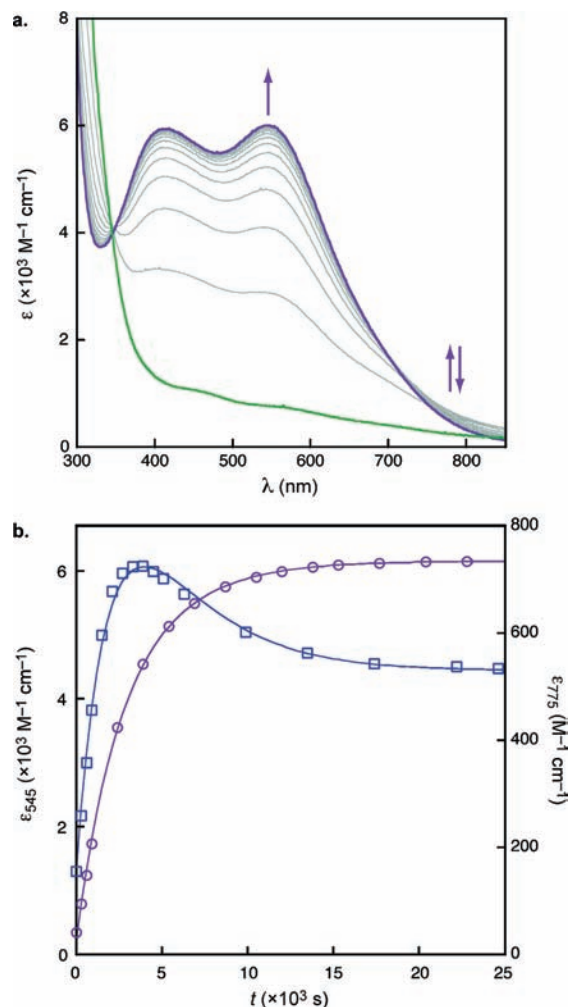 a.
8
6
4
2
0
ε (×10³ M⁻¹ cm⁻¹)
300 400 500 600 700 800
λ (nm)
b.
6
4
2
0
ε₅₄₅ (×10³ M⁻¹ cm⁻¹)
800
600
400
200
0
ε₇₇₅ (M⁻¹ cm⁻¹)
0 5 10 15 20 25
t (×10³ s)